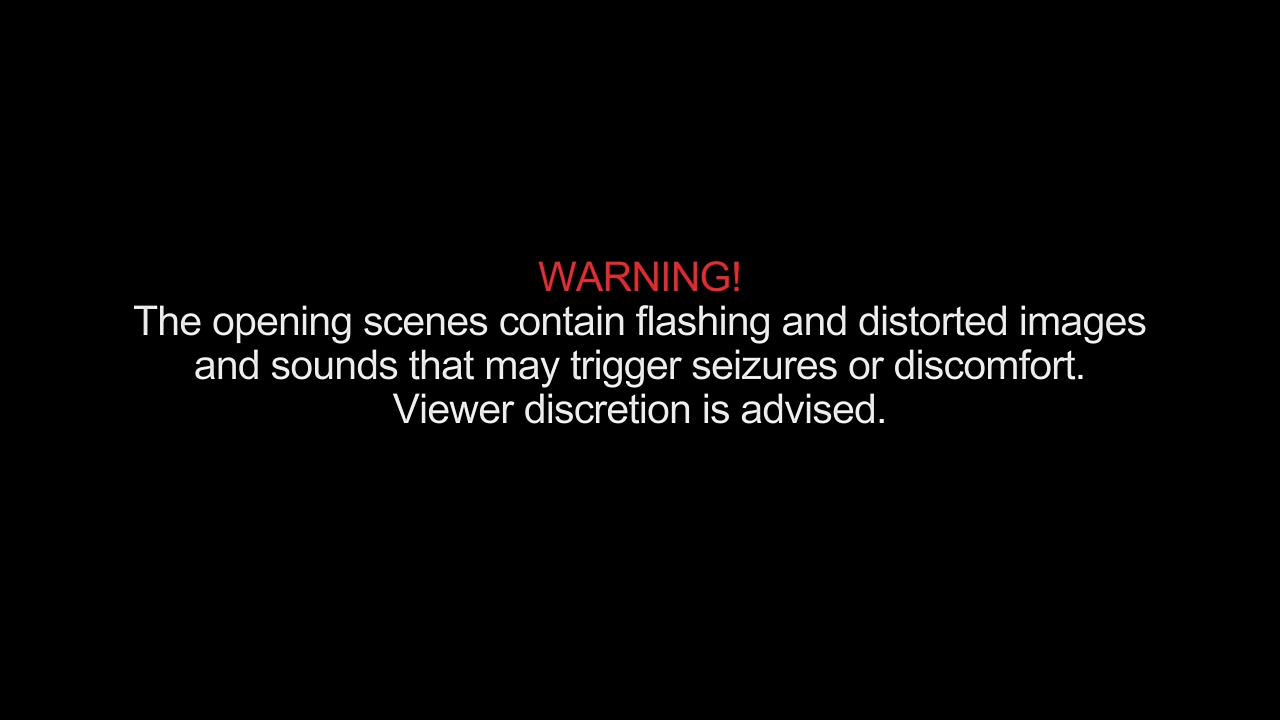 WARNING!
The opening scenes contain flashing and distorted images
and sounds that may trigger seizures or discomfort.
Viewer discretion is advised.